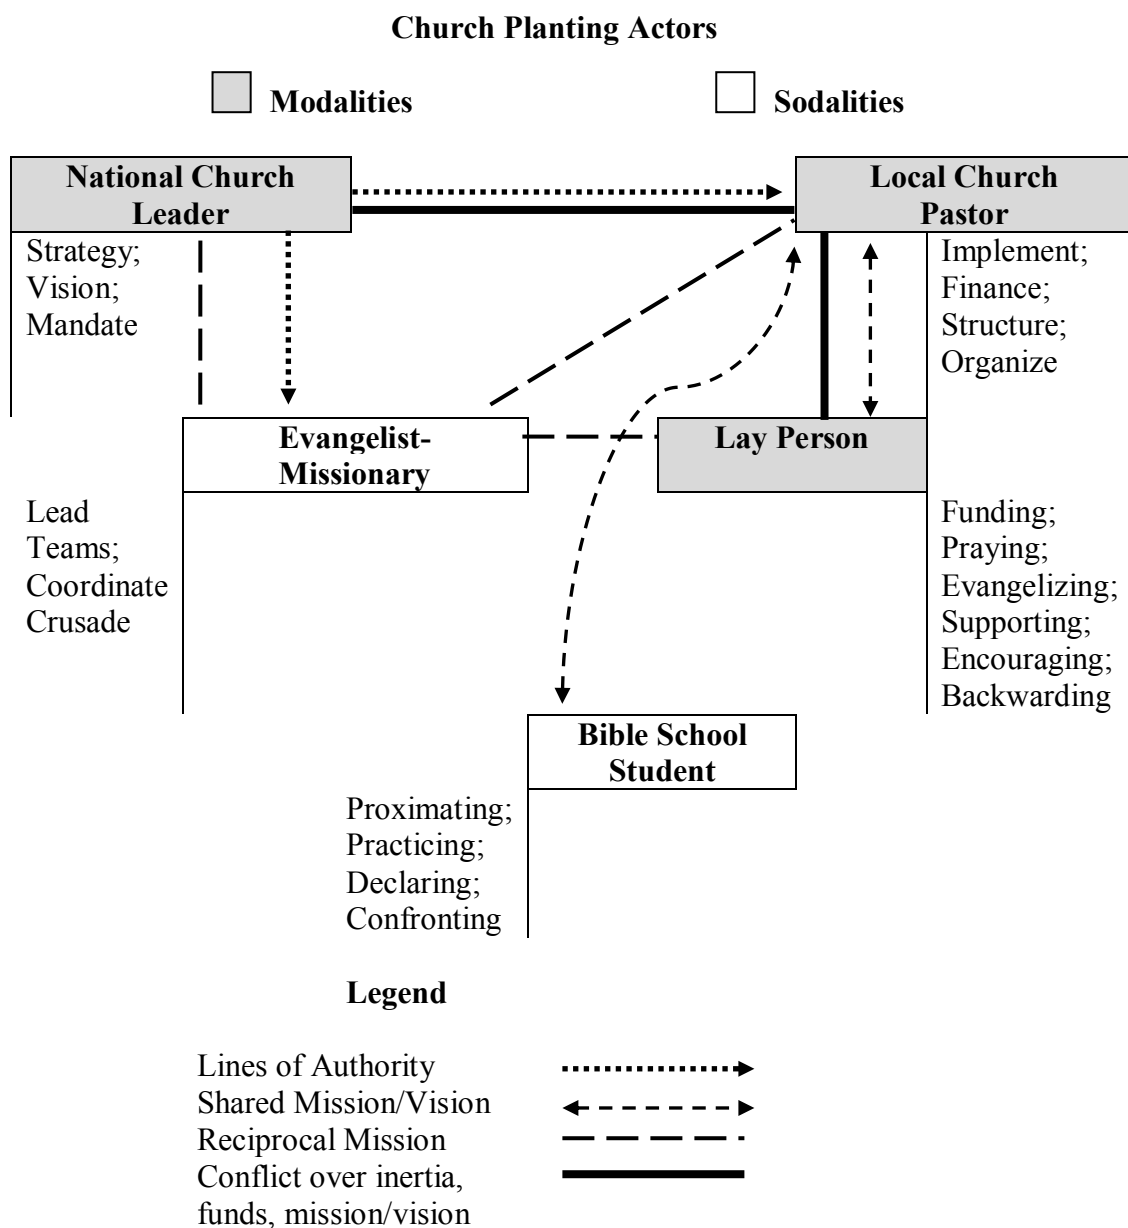 Church Planting Actors
Modalities
Sodalities
National Church
Leader
Local Church
Pastor
Strategy;
Vision;
Mandate
Implement;
Finance;
Structure;
Organize
Evangelist-
Missionary
Lay Person
Lead
Teams;
Coordinate
Crusade
Funding;
Praying;
Evangelizing;
Supporting;
Encouraging;
Backwarding
Bible School
Student
Proximating;
Practicing;
Declaring;
Confronting
Legend
Lines of Authority
Shared Mission/Vision
Reciprocal Mission
Conflict over inertia,
funds, mission/vision